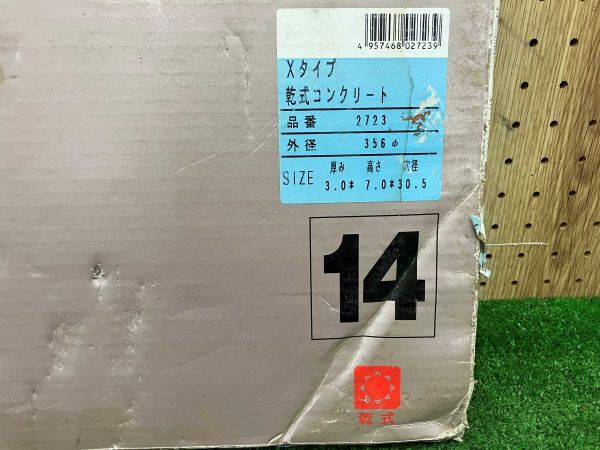 4 957468 027239
Xタイプ
乾式コンクリート
品番 2723
外径 356φ
厚み 高さ 穴径
SIZE 3.0* 7.0*30.5
14
乾式